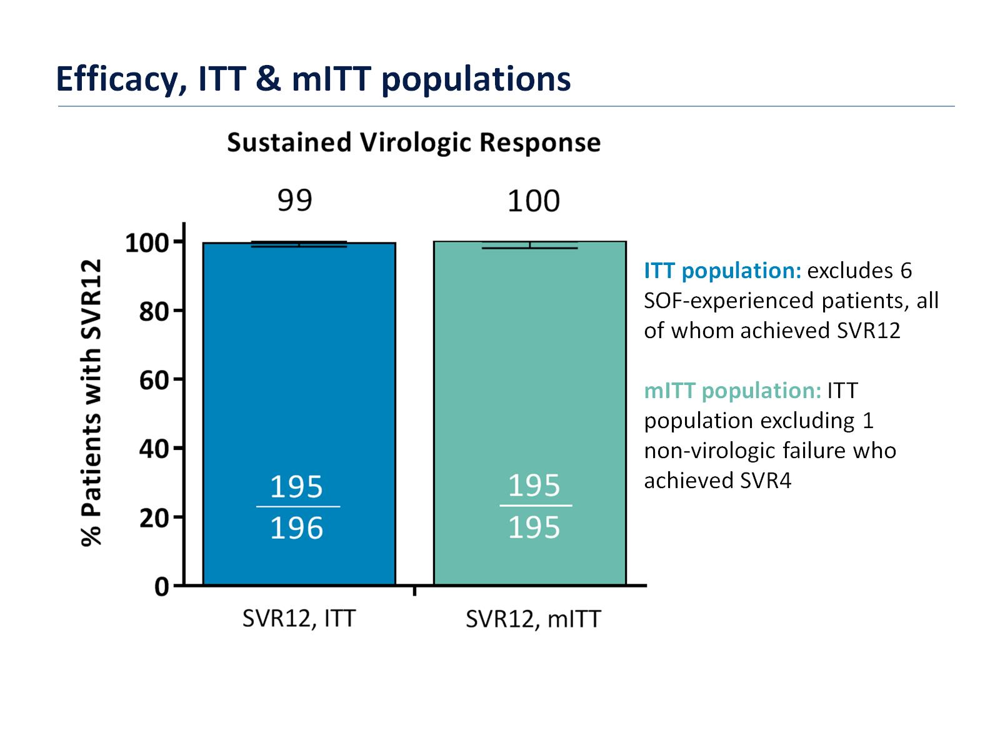 Efficacy, ITT & mITT populations
Sustained Virologic Response
99
100
% Patients with SVR12
100
80
60
40
20
0
195
196
195
195
SVR12, ITT
SVR12, mITT
ITT population: excludes 6
SOF-experienced patients, all
of whom achieved SVR12
mITT population: ITT
population excluding 1
non-virologic failure who
achieved SVR4